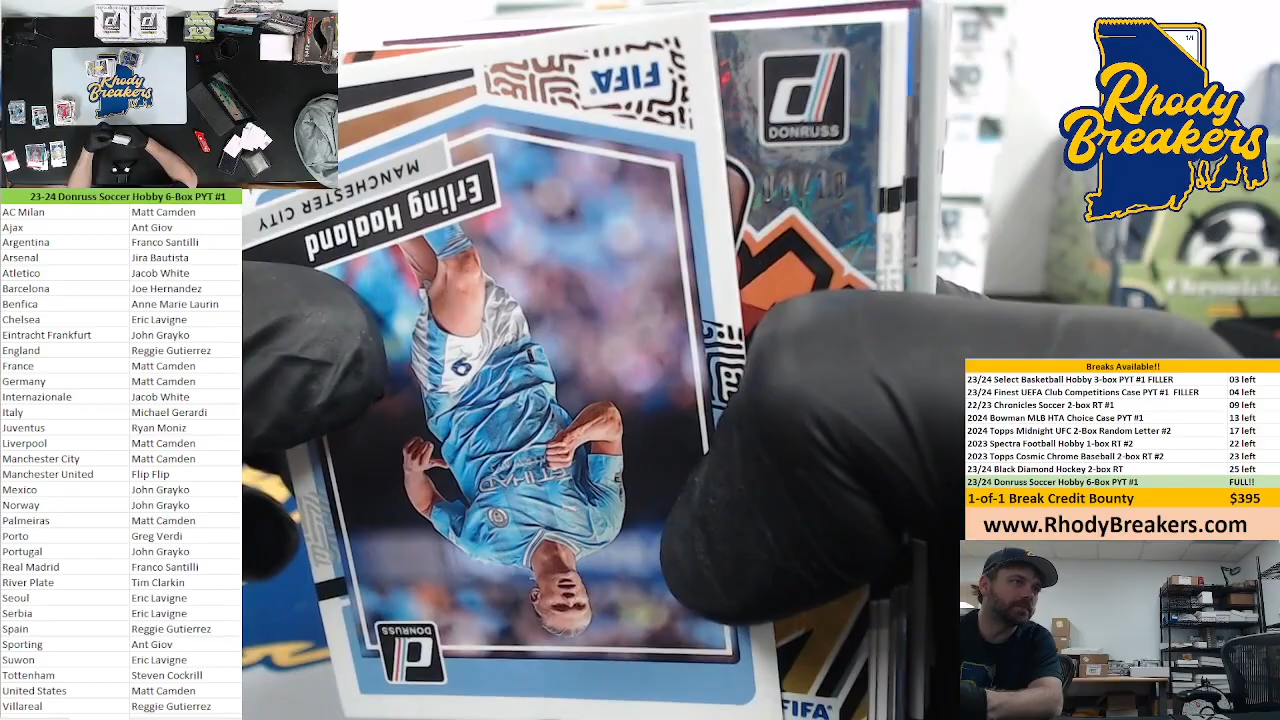 23-24 Donruss Soccer Hobby 6-Box PYT #1
AC Milan Matt Camden
Ajax Ant Giov
Argentina Franco Santilli
Arsenal Jira Bautista
Atletico Jacob White
Barcelona Joe Hernandez
Benfica Anne Marie Laurin
Chelsea Eric Lavigne
Eintracht Frankfurt John Grayko
England Reggie Gutierrez
France Matt Camden
Germany Matt Camden
Internazionale Jacob White
Italy Michael Gerardi
Juventus Ryan Moniz
Liverpool Matt Camden
Manchester City Matt Camden
Manchester United Flip Flip
Mexico John Grayko
Norway John Grayko
Palmeiras Matt Camden
Porto Greg Verdi
Portugal John Grayko
Real Madrid Franco Santilli
River Plate Tim Clarkin
Seoul Eric Lavigne
Serbia Eric Lavigne
Spain Reggie Gutierrez
Sporting Ant Giov
Suwon Eric Lavigne
Tottenham Steven Cockrill
United States Matt Camden
Villareal Reggie Gutierrez
Rhody
Breakers
FIFA
MANCHESTER CITY
Erling Haaland
9
ETIHAD
DONRUSS
DONRUSS
FIFA
1/1
Rhody
Breakers
Chronicles
Breaks Available!!
23/24 Select Basketball Hobby 3-box PYT #1 FILLER 03 left
23/24 Finest UEFA Club Competitions Case PYT #1 FILLER 04 left
22/23 Chronicles Soccer 2-box RT #1 09 left
2024 Bowman MLB HTA Choice Case PYT #1 13 left
2024 Topps Midnight UFC 2-Box Random Letter #2 17 left
2023 Spectra Football Hobby 1-box RT #2 22 left
2023 Topps Cosmic Chrome Baseball 2-box RT #2 23 left
23/24 Black Diamond Hockey 2-box RT 25 left
23/24 Donruss Soccer Hobby 6-Box PYT #1 FULL!!
1-of-1 Break Credit Bounty $395
www.RhodyBreakers.com